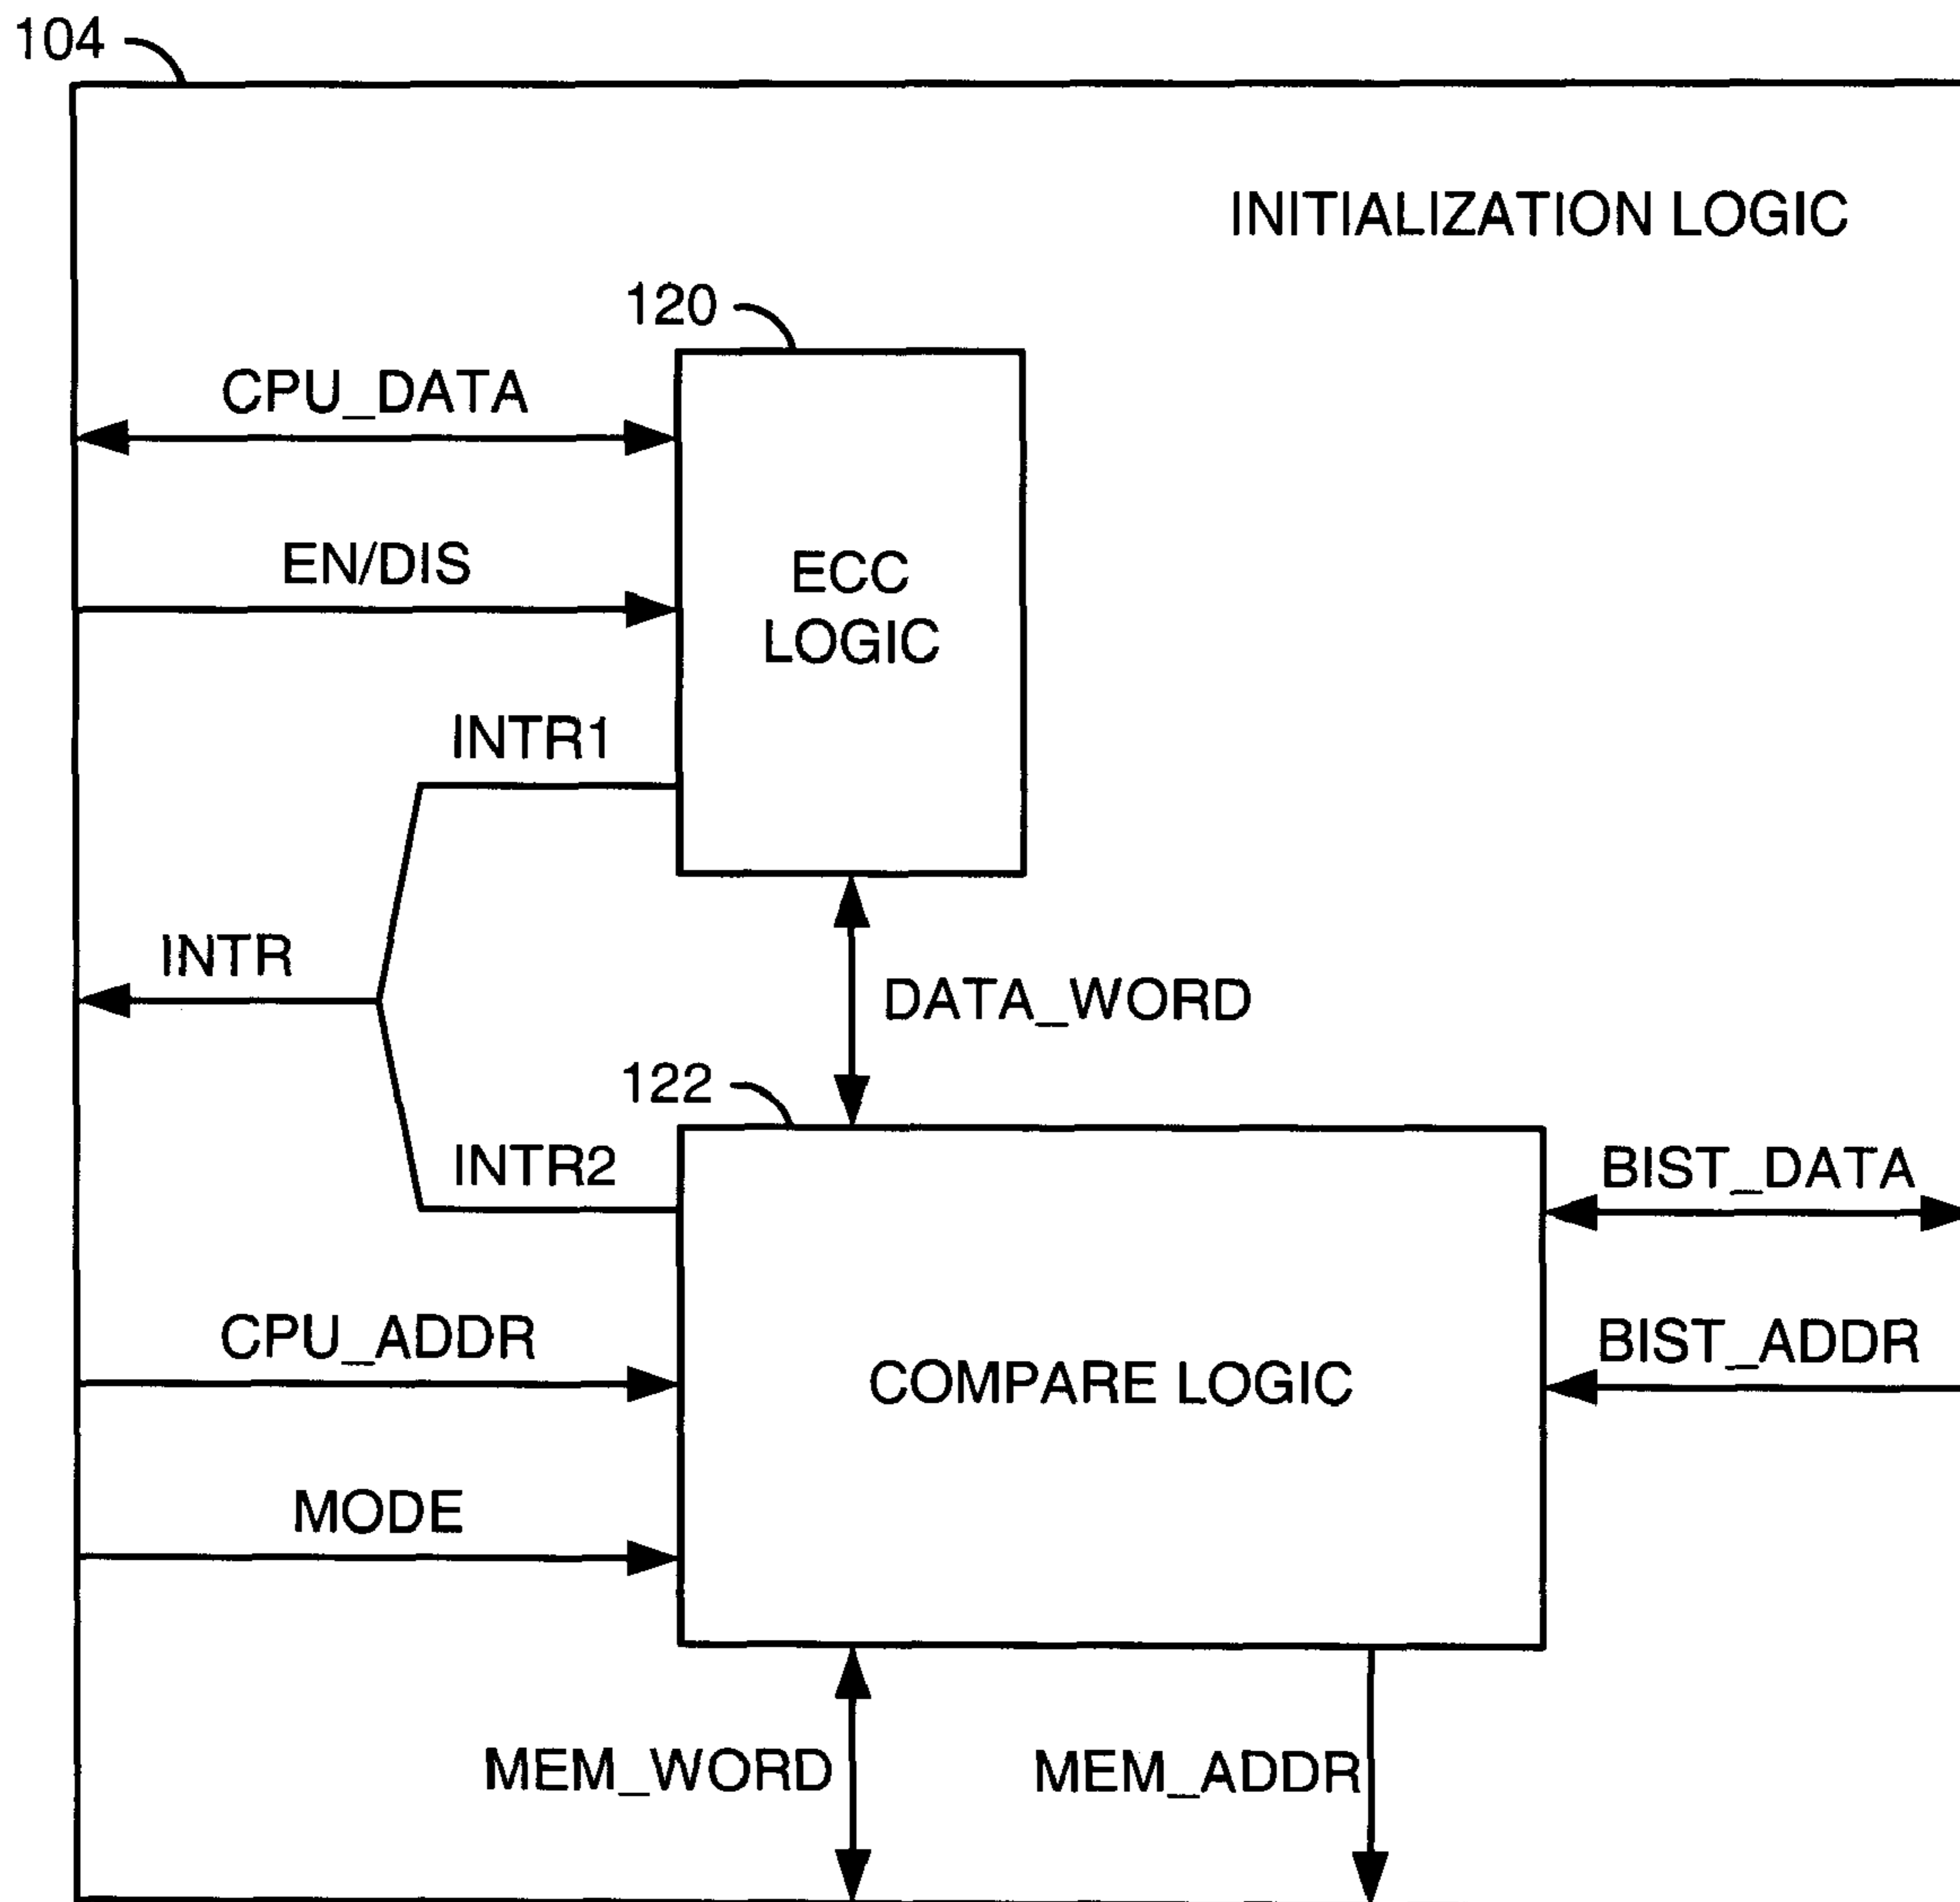 104
INITIALIZATION LOGIC
120
CPU_DATA
EN/DIS
ECC
LOGIC
INTR1
INTR
DATA_WORD
122
INTR2
BIST_DATA
CPU_ADDR
BIST_ADDR
COMPARE LOGIC
MODE
MEM_WORD
MEM_ADDR